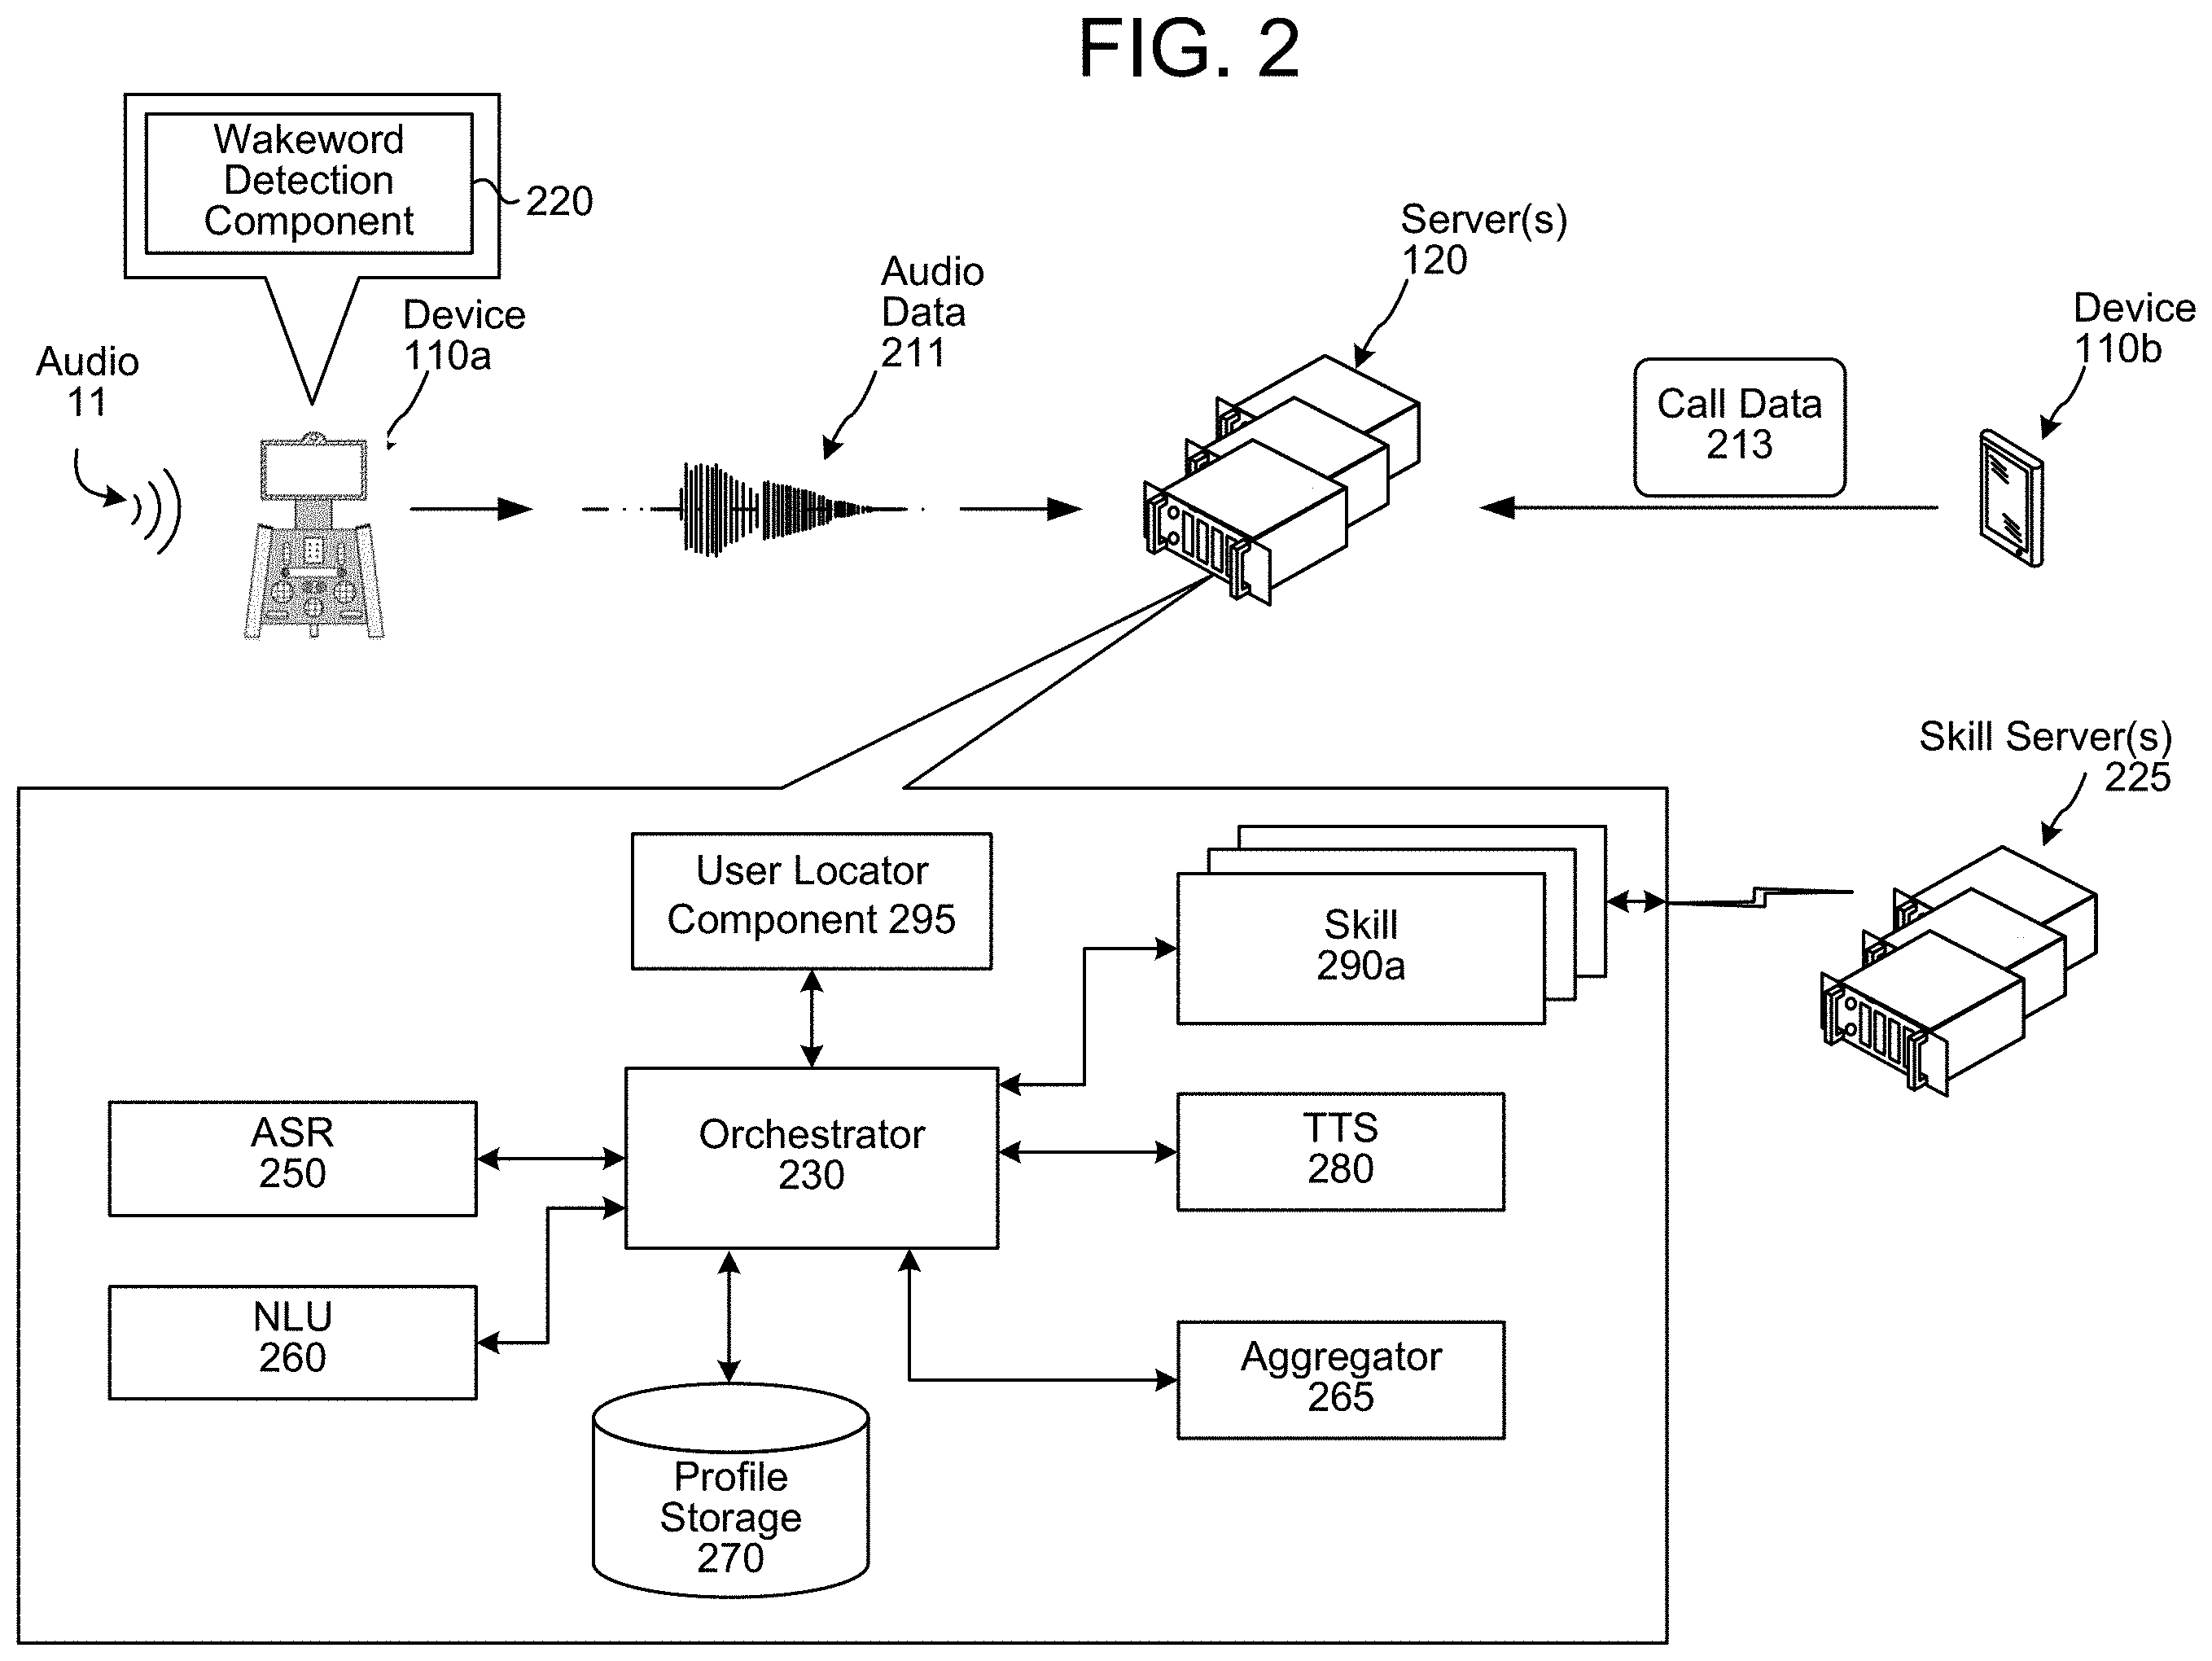 FIG. 2
Wakeword
Detection
Component
220
Audio
11
Device
110a
Audio
Data
211
Server(s)
120
Call Data
213
Device
110b
Skill Server(s)
225
User Locator
Component 295
Skill
290a
Orchestrator
230
ASR
250
TTS
280
NLU
260
Aggregator
265
Profile
Storage
270